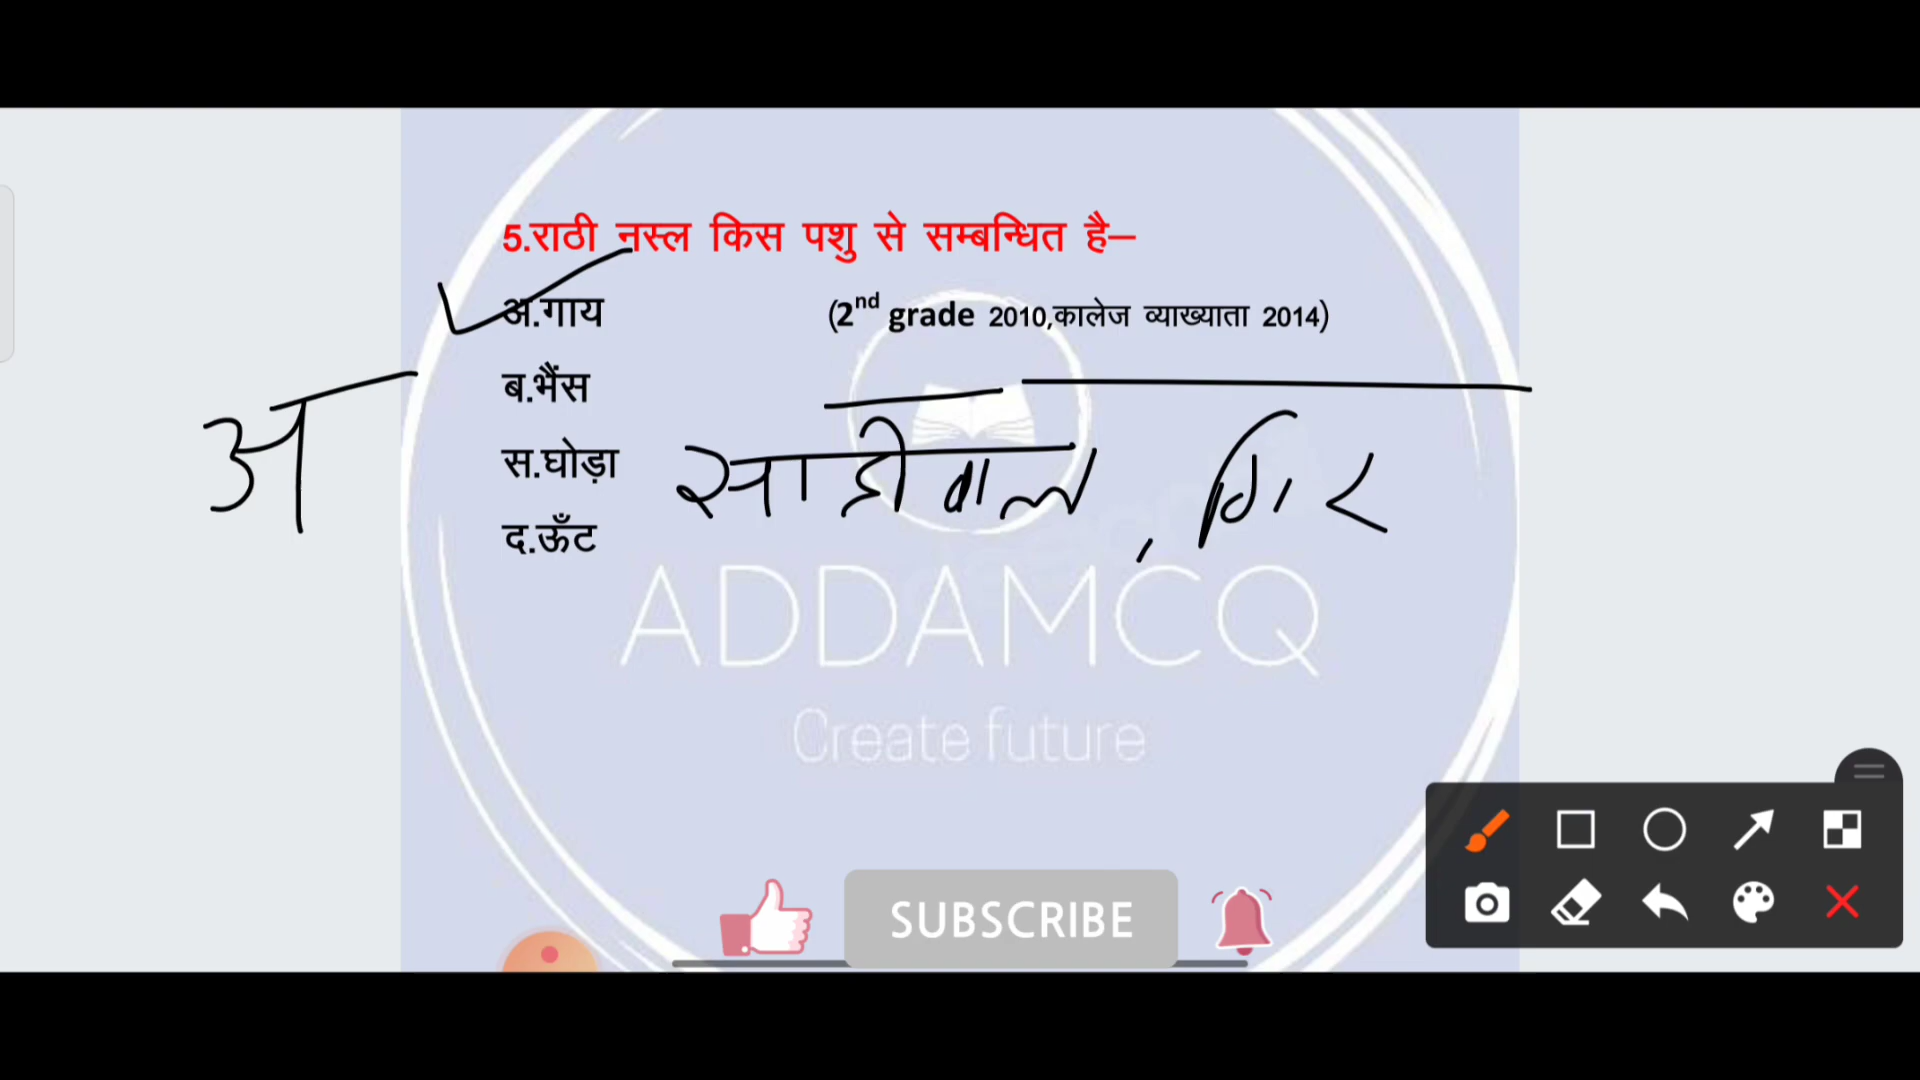 5.राठी नस्ल किस पशु से सम्बन्धित है–
अ.गाय (2nd grade 2010,कालेज व्याख्याता 2014)
ब.भैंस
अ
स.घोड़ा
साहीवाल, गिर
द.ऊँट
ADDAMCQ
Create future
SUBSCRIBE